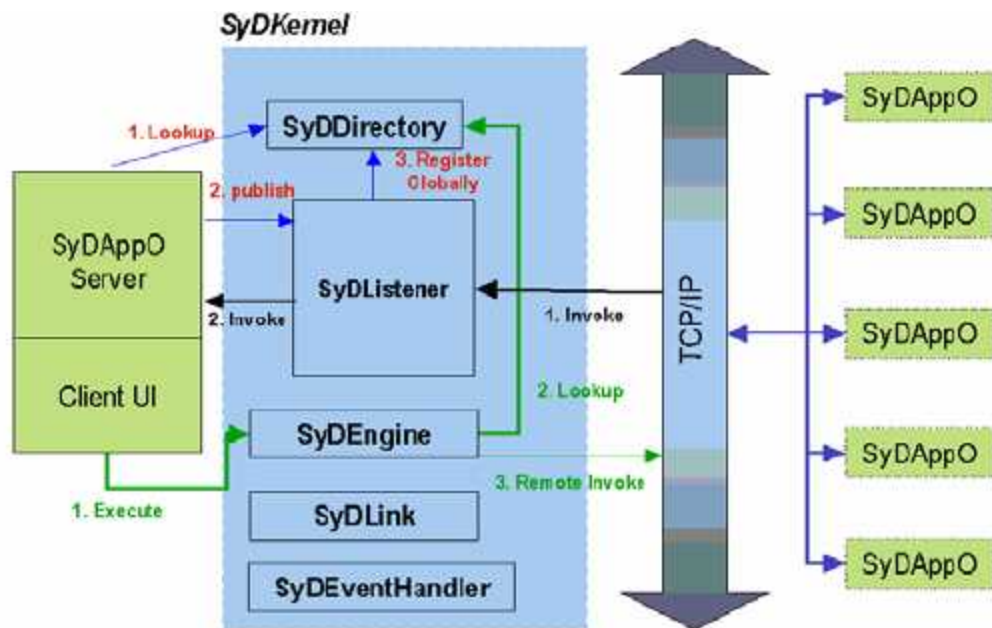 SyDKernel
SyDDirectory
1. Lookup
3. Register
Globally
2. publish
SyDAppO
Server
SyDListener
2. Invoke
1. Invoke
TCP/IP
Client UI
2. Lookup
SyDEngine
3. Remote Invoke
1. Execute
SyDLink
SyDEventHandler
SyDAppO
SyDAppO
SyDAppO
SyDAppO
SyDAppO